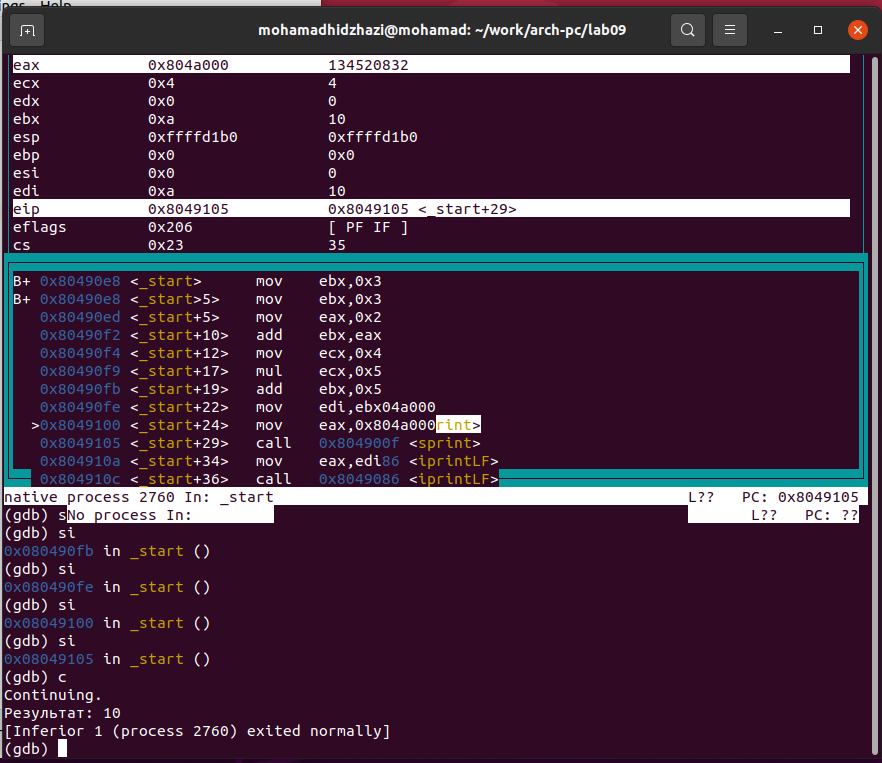 Help
mohamadhidzhazi@mohamad: ~/work/arch-pc/lab09
eax 0x804a000 134520832
ecx 0x4 4
edx 0x0 0
ebx 0xa 10
esp 0xffffd1b0 0xffffd1b0
ebp 0x0 0x0
esi 0x0 0
edi 0xa 10
eip 0x8049105 0x8049105 <_start+29>
eflags 0x206 [ PF IF ]
cs 0x23 35
B+ 0x80490e8 <_start> mov ebx,0x3
B+ 0x80490e8 <_start>5> mov ebx,0x3
0x80490ed <_start+5> mov eax,0x2
0x80490f2 <_start+10> add ebx,eax
0x80490f4 <_start+12> mov ecx,0x4
0x80490f9 <_start+17> mul ecx,0x5
0x80490fb <_start+19> add ebx,0x5
0x80490fe <_start+22> mov edi,ebx04a000
>0x8049100 <_start+24> mov eax,0x804a000rint>
0x8049105 <_start+29> call 0x804900f <sprint>
0x804910a <_start+34> mov eax,edi86 <iprintLF>
0x804910c <_start+36> call 0x8049086 <iprintLF>
native process 2760 In: _start L?? PC: 0x8049105
(gdb) sNo process In: L?? PC: ??
(gdb) si
0x080490fb in _start ()
(gdb) si
0x080490fe in _start ()
(gdb) si
0x08049100 in _start ()
(gdb) si
0x08049105 in _start ()
(gdb) c
Continuing.
Результат: 10
[Inferior 1 (process 2760) exited normally]
(gdb)